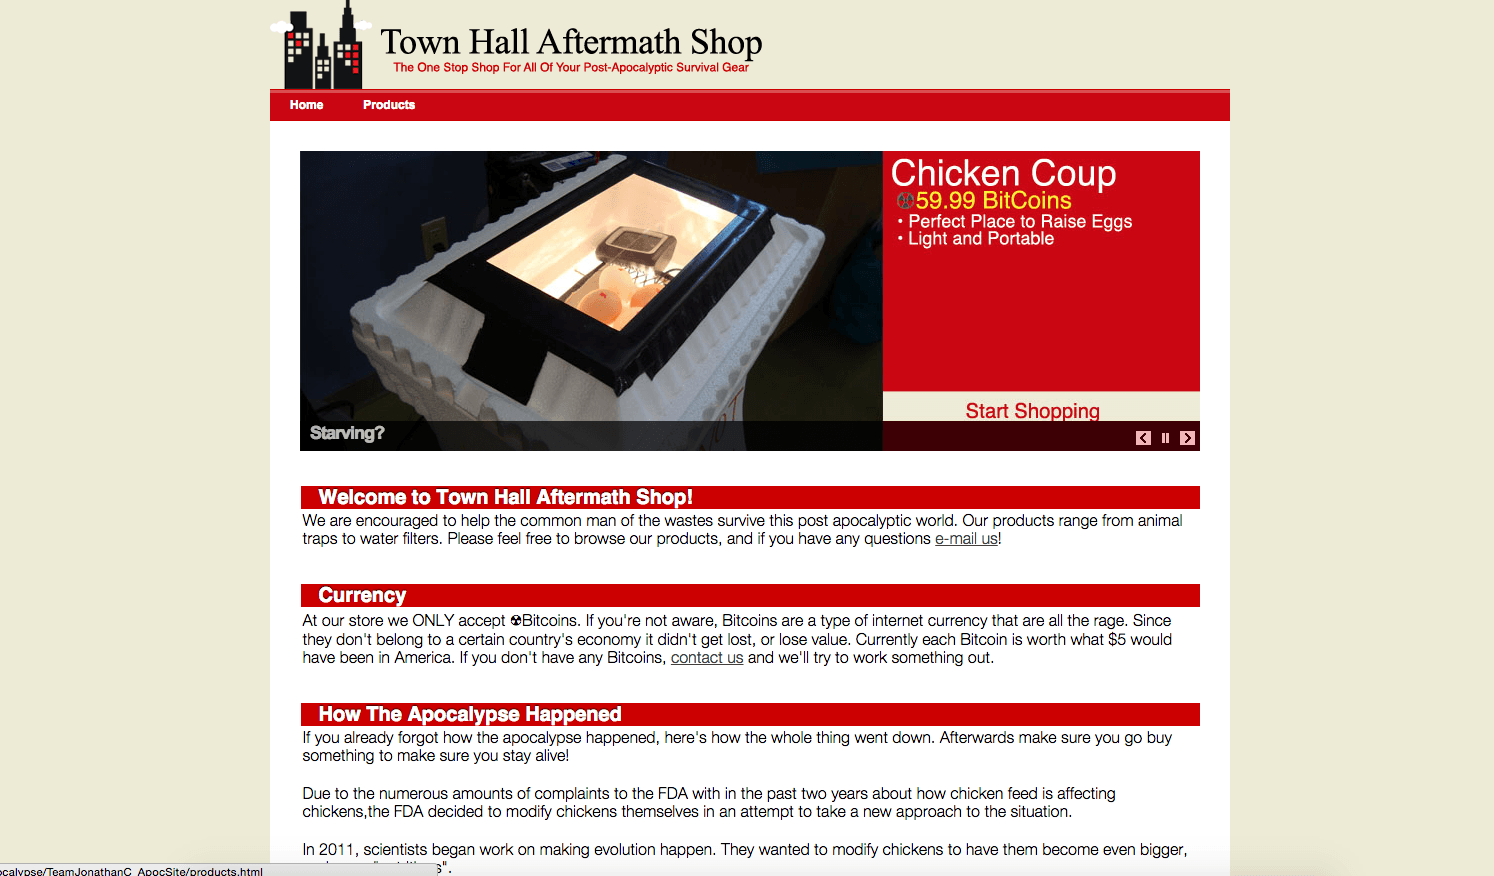 Town Hall Aftermath Shop
The One Stop Shop For All Of Your Post-Apocalyptic Survival Gear
Home Products
Chicken Coup
☢59.99 BitCoins
• Perfect Place to Raise Eggs
• Light and Portable
Start Shopping
Starving?
Welcome to Town Hall Aftermath Shop!
We are encouraged to help the common man of the wastes survive this post apocalyptic world. Our products range from animal
traps to water filters. Please feel free to browse our products, and if you have any questions e-mail us!
Currency
At our store we ONLY accept ☢Bitcoins. If you're not aware, Bitcoins are a type of internet currency that are all the rage. Since
they don't belong to a certain country's economy it didn't get lost, or lose value. Currently each Bitcoin is worth what $5 would
have been in America. If you don't have any Bitcoins, contact us and we'll try to work something out.
How The Apocalypse Happened
If you already forgot how the apocalypse happened, here's how the whole thing went down. Afterwards make sure you go buy
something to make sure you stay alive!
Due to the numerous amounts of complaints to the FDA with in the past two years about how chicken feed is affecting
chickens,the FDA decided to modify chickens themselves in an attempt to take a new approach to the situation.
In 2011, scientists began work on making evolution happen. They wanted to modify chickens to have them become even bigger,
ocalypse/TeamJonathanC_ApocSite/products.html